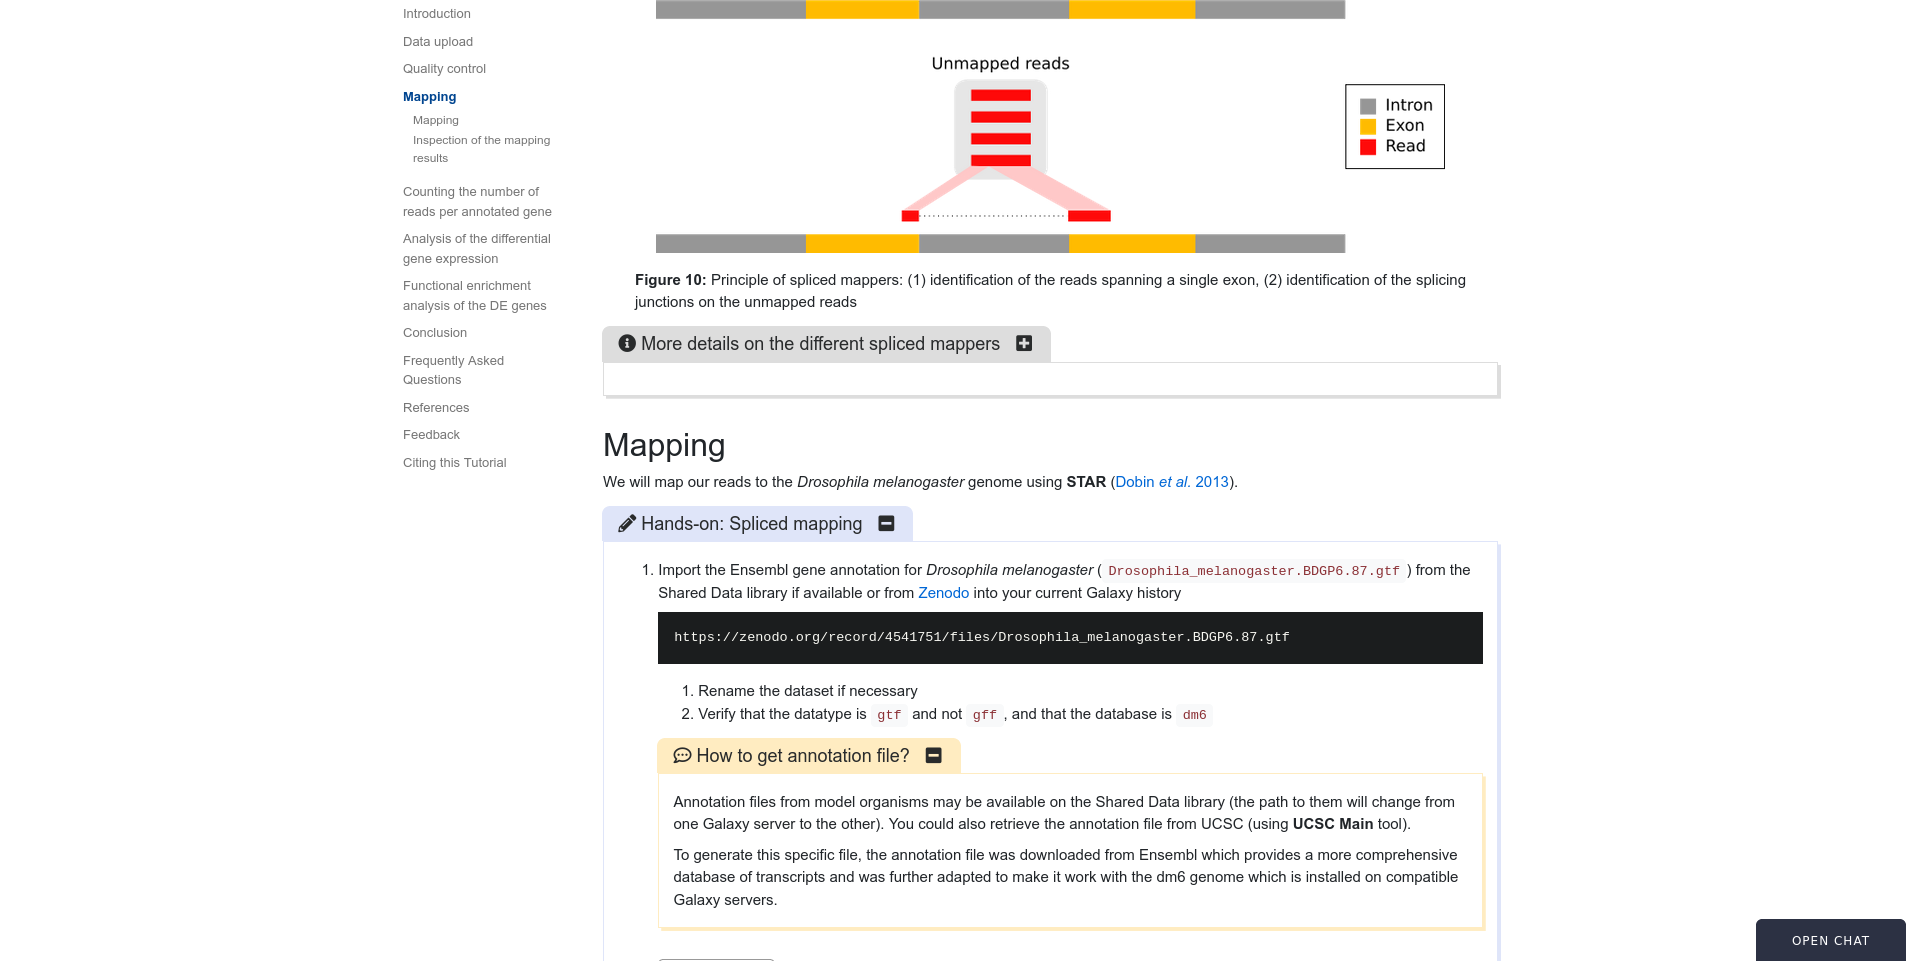 Introduction
Data upload
Quality control
Mapping
Mapping
Inspection of the mapping
results
Counting the number of
reads per annotated gene
Analysis of the differential
gene expression
Functional enrichment
analysis of the DE genes
Conclusion
Frequently Asked
Questions
References
Feedback
Citing this Tutorial
Unmapped reads
Intron
Exon
Read
Figure 10: Principle of spliced mappers: (1) identification of the reads spanning a single exon, (2) identification of the splicing
junctions on the unmapped reads
More details on the different spliced mappers
Mapping
We will map our reads to the Drosophila melanogaster genome using STAR (Dobin et al. 2013).
Hands-on: Spliced mapping
1. Import the Ensembl gene annotation for Drosophila melanogaster ( Drosophila_melanogaster.BDGP6.87.gtf ) from the
Shared Data library if available or from Zenodo into your current Galaxy history
https://zenodo.org/record/4541751/files/Drosophila_melanogaster.BDGP6.87.gtf
1. Rename the dataset if necessary
2. Verify that the datatype is gtf and not gff , and that the database is dm6
How to get annotation file?
Annotation files from model organisms may be available on the Shared Data library (the path to them will change from
one Galaxy server to the other). You could also retrieve the annotation file from UCSC (using UCSC Main tool).
To generate this specific file, the annotation file was downloaded from Ensembl which provides a more comprehensive
database of transcripts and was further adapted to make it work with the dm6 genome which is installed on compatible
Galaxy servers.
OPEN CHAT